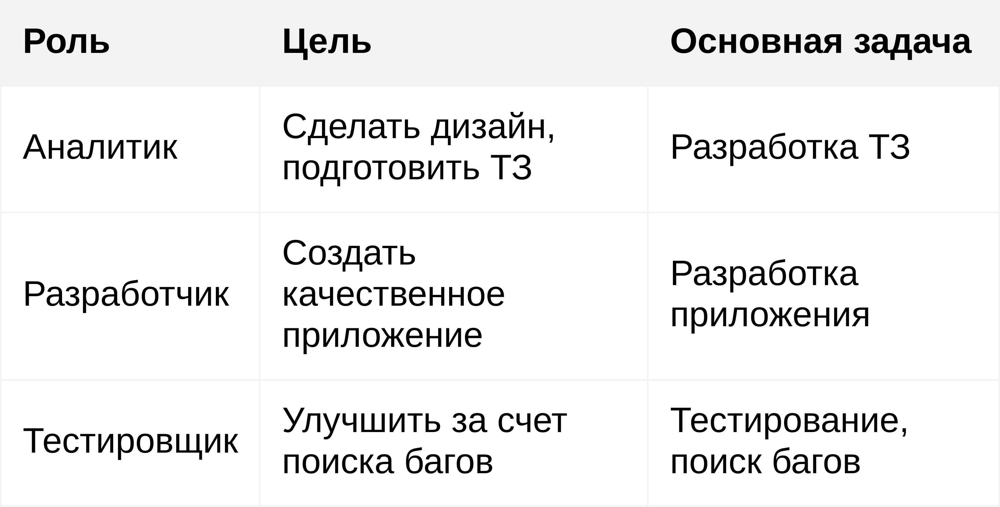 Роль
Цель
Основная задача
Аналитик
Сделать дизайн,
подготовить ТЗ
Разработка ТЗ
Разработчик
Создать
качественное
приложение
Разработка
приложения
Тестировщик
Улучшить за счет
поиска багов
Тестирование,
поиск багов